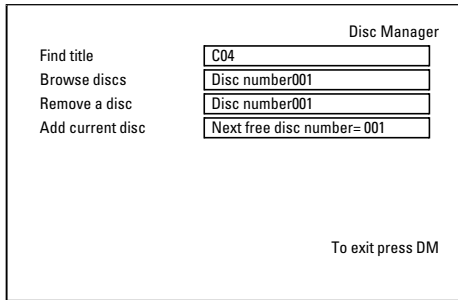 Disc Manager
Find title C04
Browse discs Disc number001
Remove a disc Disc number001
Add current disc Next free disc number= 001
To exit press DM